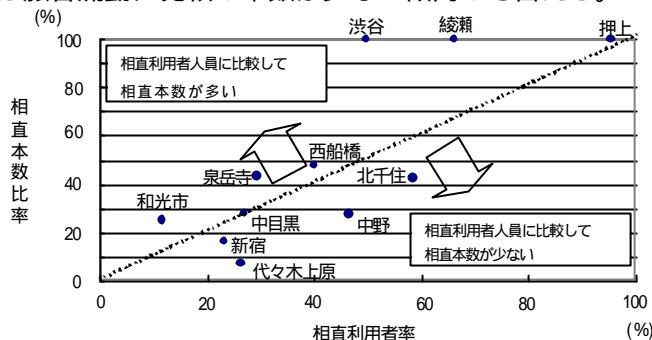 (%)
渋谷
綾瀬
押上
100
相直利用者人員に比較して
相直本数が多い
80
相直本数比率
60
西船橋
北千住
泉岳寺
40
和光市
中目黒
中野
相直利用者人員に比較して
相直本数が少ない
20
新宿
代々木上原
0
0
20
40
60
80
100
相直利用者率
(%)